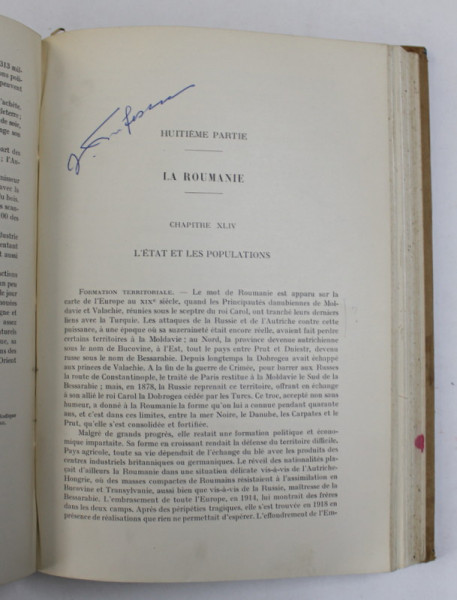 HUITIÈME PARTIE
LA ROUMANIE
CHAPITRE XLIV
L'ÉTAT ET LES POPULATIONS
FORMATION TERRITORIALE. — Le mot de Roumanie est apparu sur la
carte de l'Europe au XIXe siècle, quand les Principautés danubiennes de Mol-
davie et Valachie, réunies sous le sceptre du roi Carol, ont tranché leurs derniers
liens avec la Turquie. Les attaques de la Russie et de l'Autriche contre cette
puissance, à une époque où sa suzeraineté était encore réelle, avaient fait perdre
certains territoires à la Moldavie ; au Nord, la province devenue autrichienne
sous le nom de Bucovine, à l'Est, tout le pays entre Prut et Dniestr, devenu
russe sous le nom de Bessarabie. Depuis longtemps la Dobrogea avait échappé
aux princes de Valachie. A la fin de la guerre de Crimée, pour barrer aux Russes
la route de Constantinople, le traité de Paris restitue à la Moldavie le Sud de la
Bessarabie ; mais, en 1878, la Russie reprenait ce territoire, offrant en échange
à son allié le roi Carol la Dobrogea cédée par les Turcs. Ce troc, accepté non sans
humeur, a donné à la Roumanie la forme qu'on lui a connue pendant quarante
ans, et c'est dans ces limites, entre la mer Noire, le Danube, les Carpates et le
Prut, qu'elle s'est consolidée et fortifiée.
Malgré de grands progrès, elle restait une formation politique et écono-
mique imparfaite. Sa forme en croissant rendait la défense du territoire difficile.
Pays agricole, toute sa vie dépendait de l'échange du blé avec les produits des
centres industriels britanniques ou germaniques. Le réveil des nationalités pla-
çait d'ailleurs la Roumanie dans une situation délicate vis-à-vis de l'Autriche-
Hongrie, où des masses compactes de Roumains résistaient à l'assimilation en
Bucovine et Transylvanie, aussi bien que vis-à-vis de la Russie, maîtresse de la
Bessarabie. L'embrasement de toute l'Europe, en 1914, lui montrait des frères
dans les deux camps. Après des péripéties tragiques, elle s'est trouvée en 1918 en
présence de réalisations que rien ne permettait d'espérer. L'effondrement de l'Em-